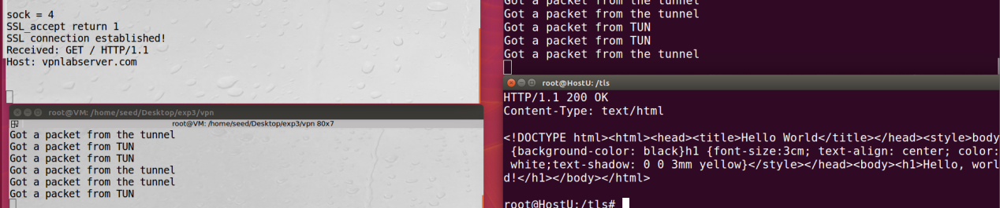 sock = 4
SSL_accept return 1
SSL connection established!
Received: GET / HTTP/1.1
Host: vpnlabserver.com
root@VM: /home/seed/Desktop/exp3/vpn
root@VM: /home/seed/Desktop/exp3/vpn 80x7
Got a packet from the tunnel
Got a packet from TUN
Got a packet from TUN
Got a packet from the tunnel
Got a packet from the tunnel
Got a packet from TUN
Got a packet from the tunnel
Got a packet from the tunnel
Got a packet from TUN
Got a packet from TUN
Got a packet from the tunnel
root@HostU: /tls
HTTP/1.1 200 OK
Content-Type: text/html
<!DOCTYPE html><html><head><title>Hello World</title></head><style>body
{background-color: black}h1 {font-size:3cm; text-align: center; color:
white;text-shadow: 0 0 3mm yellow}</style></head><body><h1>Hello, worl
d!</h1></body></html>
root@HostU:/tls#